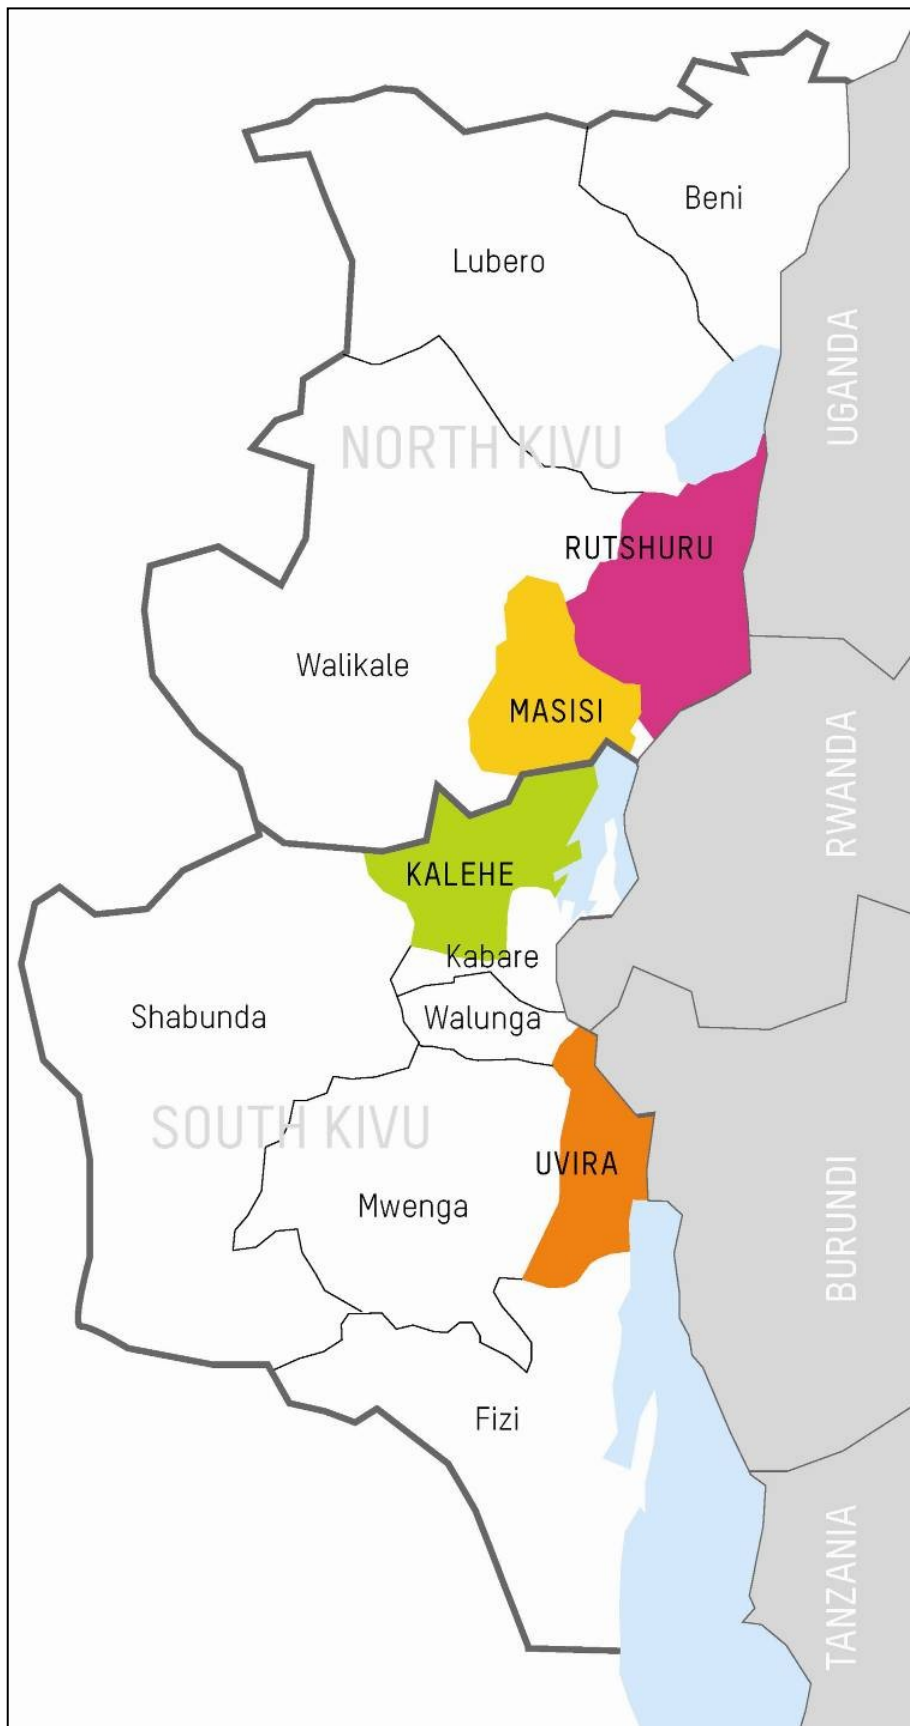 Beni
Lubero
UGANDA
NORTH KIVU
RUTSHURU
Walikale
MASISI
RWANDA
KALEHE
Kabare
Shabunda
Walunga
SOUTH KIVU
UVIRA
Mwenga
BURUNDI
Fizi
TANZANIA